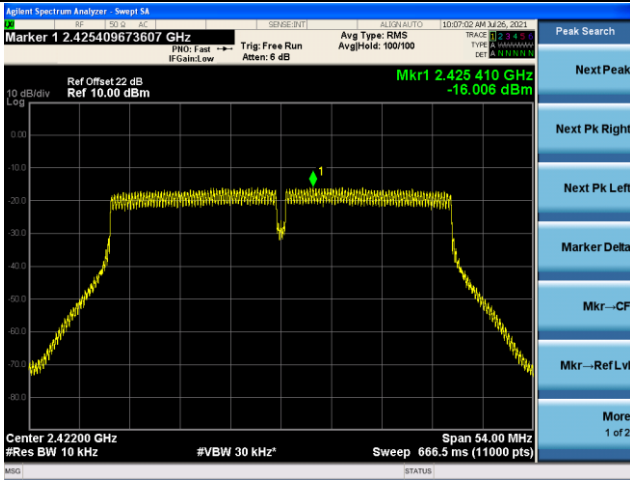 Agilent Spectrum Analyzer - Swept SA
RF 50 Ω AC SENSE:INT ALIGN AUTO 10:07:02 AM Jul 26, 2021
Marker 1 2.425409673607 GHz
PNO: Fast
IFGain:Low
Trig: Free Run
Atten: 6 dB
Avg Type: RMS
Avg|Hold: 100/100
TRACE 1 2 3 4 5 6
TYPE A WWWWW
DET A N N N N N
Peak Search
Mkr1 2.425 410 GHz
-16.006 dBm
Ref Offset 22 dB
10 dB/div Ref 10.00 dBm
Log
0.00
-10.0
-20.0
-30.0
-40.0
-50.0
-60.0
-70.0
-80.0
1
Next Peak
Next Pk Right
Next Pk Left
Marker Delta
Mkr→CF
Mkr→Ref Lvl
More
1 of 2
Center 2.42200 GHz Span 54.00 MHz
#Res BW 10 kHz #VBW 30 kHz* Sweep 666.5 ms (11000 pts)
MSG STATUS